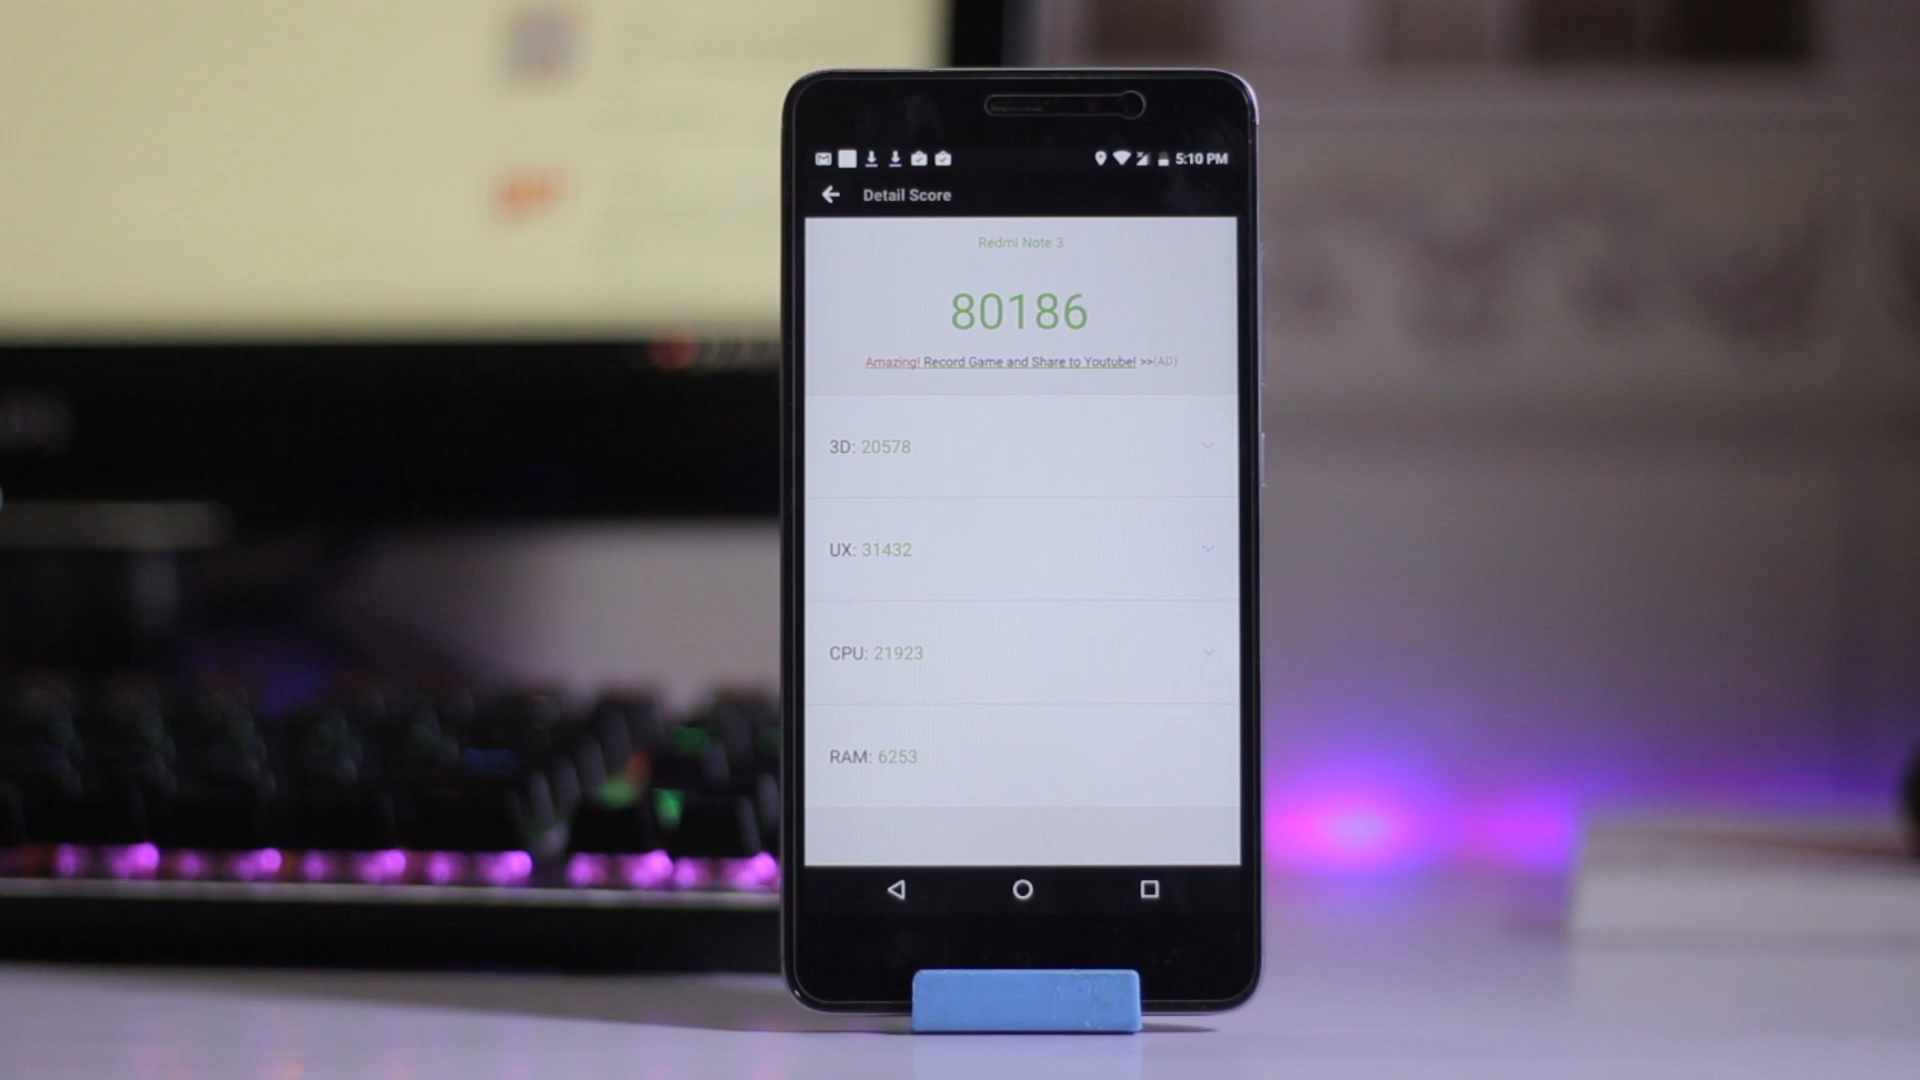 5:10 PM
Detail Score
Redmi Note 3
80186
Amazing! Record Game and Share to Youtube! >>(AD)
3D: 20578
UX: 31432
CPU: 21923
RAM: 6253